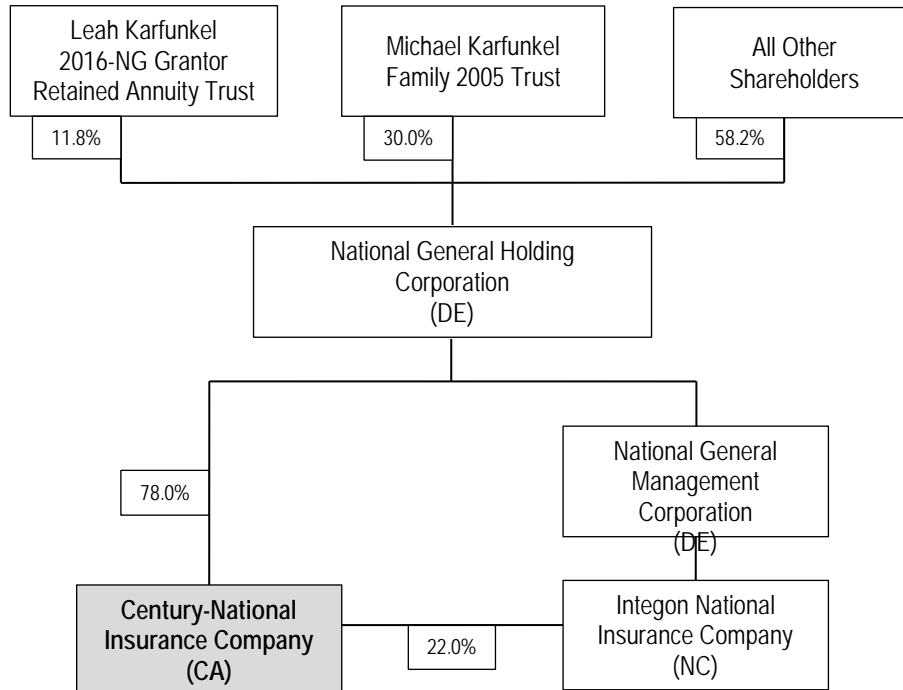 Leah Karfunkel
2016-NG Grantor
Retained Annuity Trust
Michael Karfunkel
Family 2005 Trust
All Other
Shareholders
11.8%
30.0%
58.2%
National General Holding
Corporation
(DE)
78.0%
National General
Management
Corporation
(DE)
Century-National
Insurance Company
(CA)
22.0%
Integon National
Insurance Company
(NC)